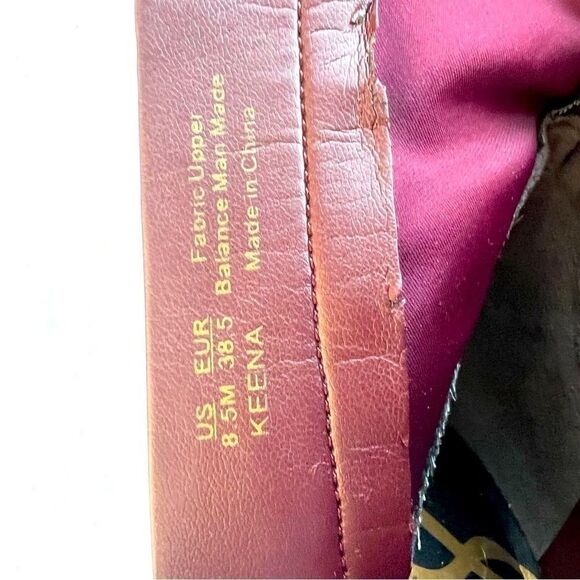 US EUR Fabric Upper
8.5M 38.5 Balance Man Made
KEENA Made in China